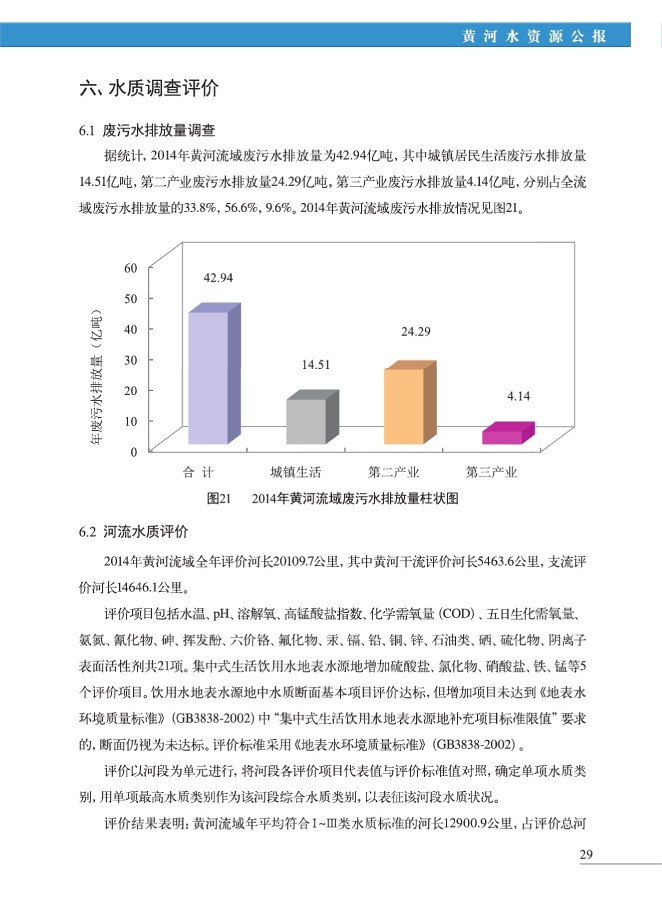 黄河水资源公报
六、水质调查评价
6.1 废污水排放量调查
据统计，2014年黄河流域废污水排放量为42.94亿吨，其中城镇居民生活废污水排放量
14.51亿吨，第二产业废污水排放量24.29亿吨，第三产业废污水排放量4.14亿吨，分别占全流
域废污水排放量的33.8%，56.6%，9.6%。2014年黄河流域废污水排放情况见图21。
年废污水排放量（亿吨）
60
50
40
30
20
10
0
42.94
14.51
24.29
4.14
合 计
城镇生活
第二产业
第三产业
图21 2014年黄河流域废污水排放量柱状图
6.2 河流水质评价
2014年黄河流域全年评价河长20109.7公里，其中黄河干流评价河长5463.6公里，支流评
价河长14646.1公里。
评价项目包括水温、pH、溶解氧、高锰酸盐指数、化学需氧量（COD）、五日生化需氧量、
氨氮、氰化物、砷、挥发酚、六价铬、氟化物、汞、镉、铅、铜、锌、石油类、硒、硫化物、阴离子
表面活性剂共21项。集中式生活饮用水地表水源地增加硫酸盐、氯化物、硝酸盐、铁、锰等5
个评价项目。饮用水地表水源地中水质断面基本项目评价达标，但增加项目未达到《地表水
环境质量标准》（GB3838-2002）中“集中式生活饮用水地表水源地补充项目标准限值”要求
的，断面仍视为未达标。评价标准采用《地表水环境质量标准》（GB3838-2002）。
评价以河段为单元进行，将河段各评价项目代表值与评价标准值对照，确定单项水质类
别，用单项最高水质类别作为该河段综合水质类别，以表征该河段水质状况。
评价结果表明：黄河流域年平均符合Ⅰ~Ⅲ类水质标准的河长12900.9公里，占评价总河
29